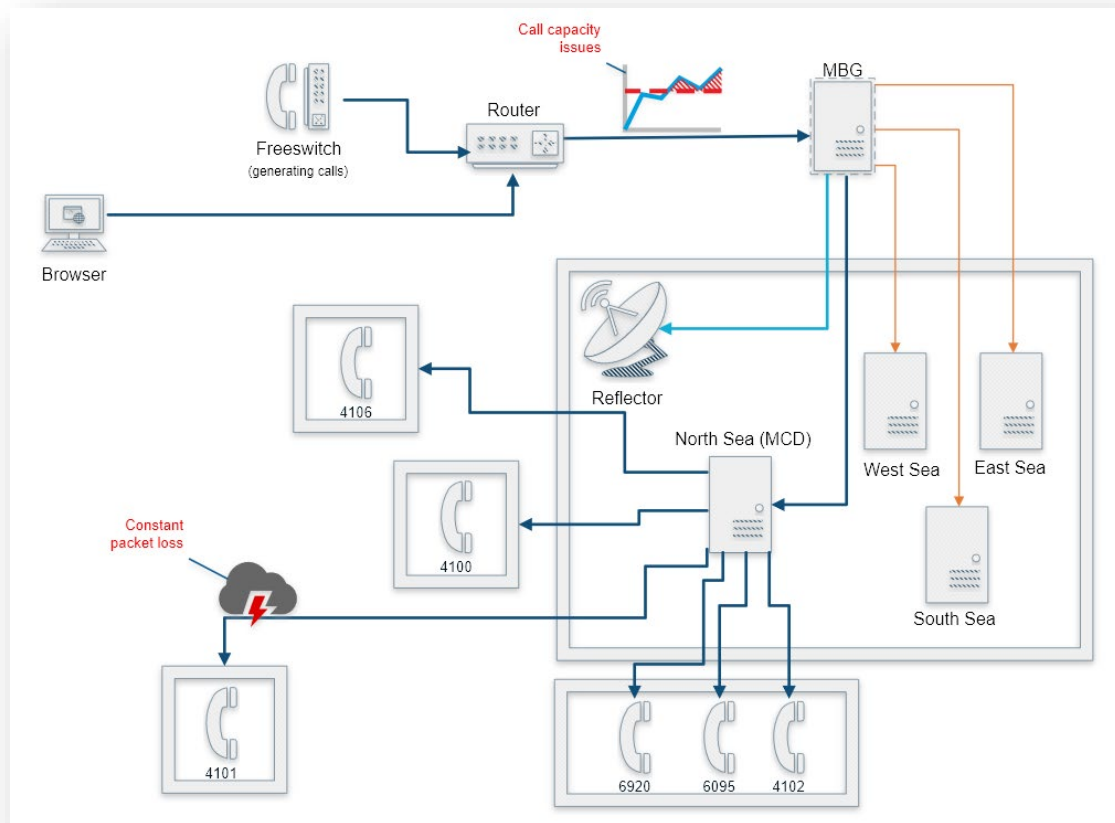 Call capacity
issues
MBG
Router
Freeswitch
(generating calls)
Browser
Reflector
4106
North Sea (MCD)
West Sea
East Sea
Constant
packet loss
4100
South Sea
4101
6920
6095
4102